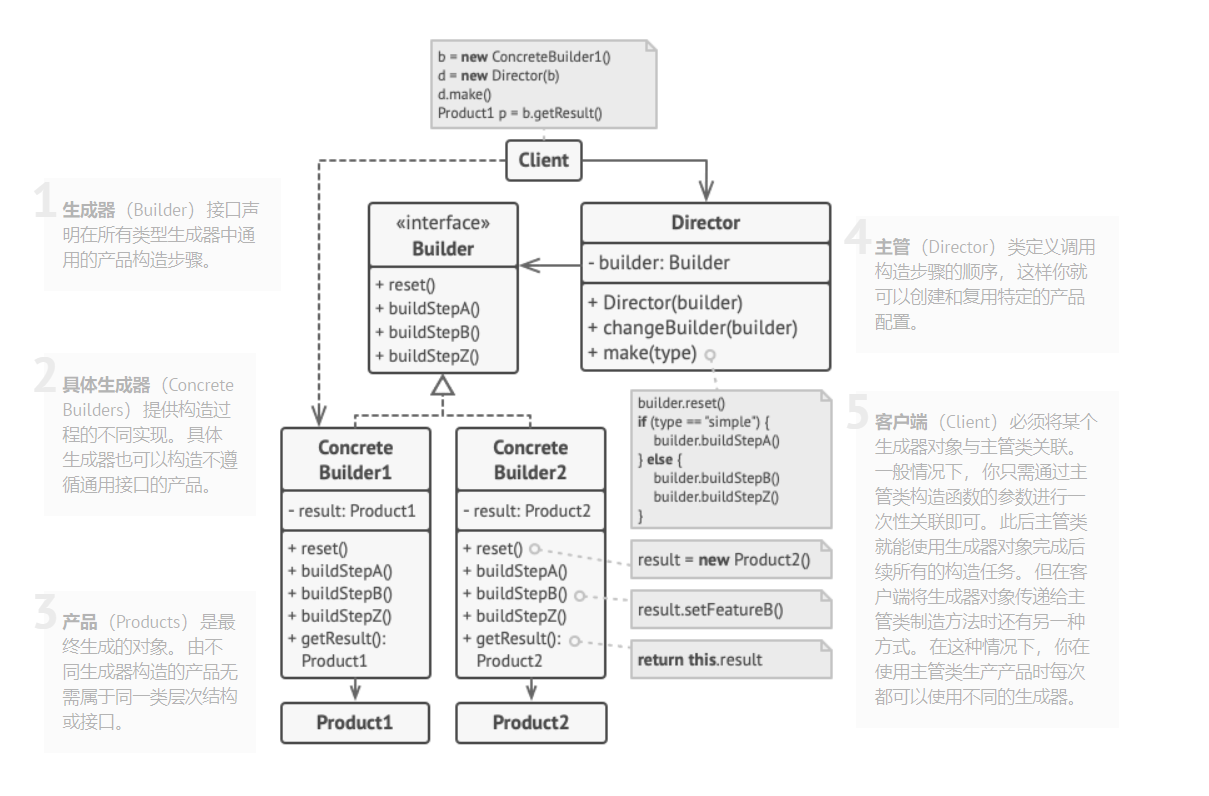 b = new ConcreteBuilder1()
d = new Director(b)
d.make()
Product1 p = b.getResult()
Client
1
生成器（Builder）接口声
明在所有类型生成器中通
用的产品构造步骤。
«interface»
Builder
+ reset()
+ buildStepA()
+ buildStepB()
+ buildStepZ()
Director
- builder: Builder
+ Director(builder)
+ changeBuilder(builder)
+ make(type)
4
主管（Director）类定义调用
构造步骤的顺序，这样你就
可以创建和复用特定的产品
配置。
2
具体生成器（Concrete
Builders）提供构造过
程的不同实现。具体
生成器也可以构造不遵
循通用接口的产品。
Concrete
Builder1
- result: Product1
+ reset()
+ buildStepA()
+ buildStepB()
+ buildStepZ()
+ getResult():
Product1
Concrete
Builder2
- result: Product2
+ reset()
+ buildStepA()
+ buildStepB()
+ buildStepZ()
+ getResult():
Product2
builder.reset()
if (type == "simple") {
builder.buildStepA()
} else {
builder.buildStepB()
builder.buildStepZ()
}
result = new Product2()
result.setFeatureB()
return this.result
5
客户端（Client）必须将某个
生成器对象与主管类关联。
一般情况下，你只需通过主
管类构造函数的参数进行一
次性关联即可。此后主管类
就能使用生成器对象完成后
续所有的构造任务。但在客
户端将生成器对象传递给主
管类制造方法时还有另一种
方式。在这种情况下，你在
使用主管类生产产品时每次
都可以使用不同的生成器。
3
产品（Products）是最
终生成的对象。由不
同生成器构造的产品无
需属于同一类层次结构
或接口。
Product1
Product2